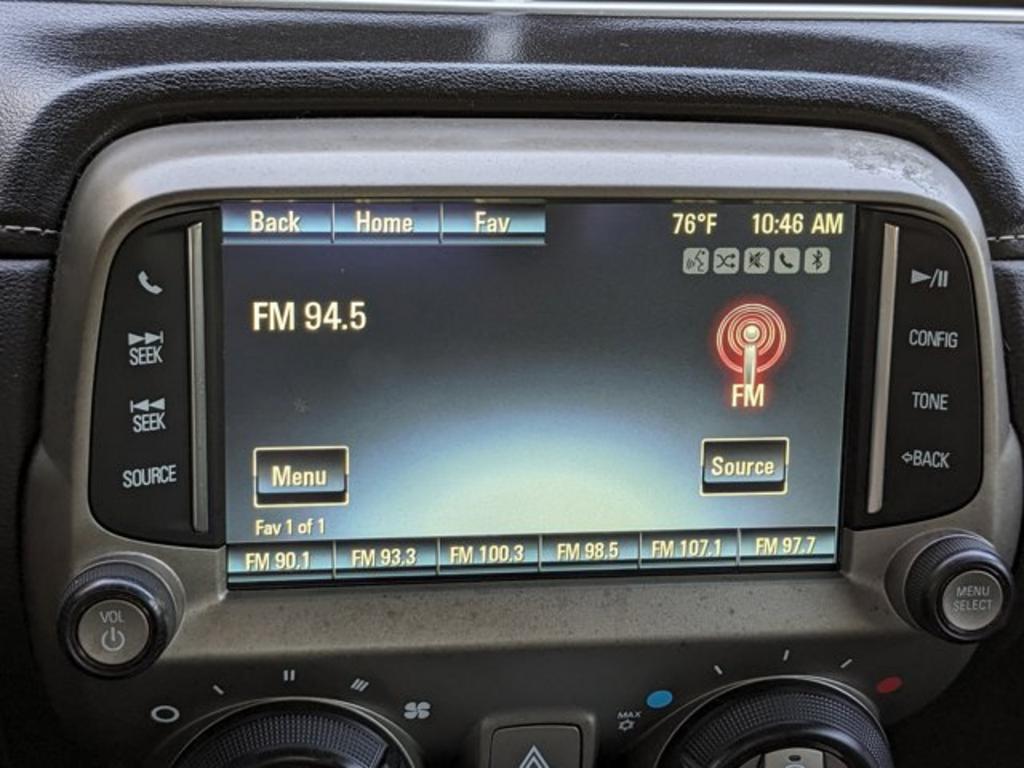 Back Home Fav 76°F 10:46 AM
FM 94.5
FM
Menu Source
Fav 1 of 1
FM 90.1 FM 93.3 FM 100.3 FM 98.5 FM 107.1 FM 97.7
SEEK
SEEK
SOURCE
CONFIG
TONE
BACK
VOL
MENU
SELECT
MAX